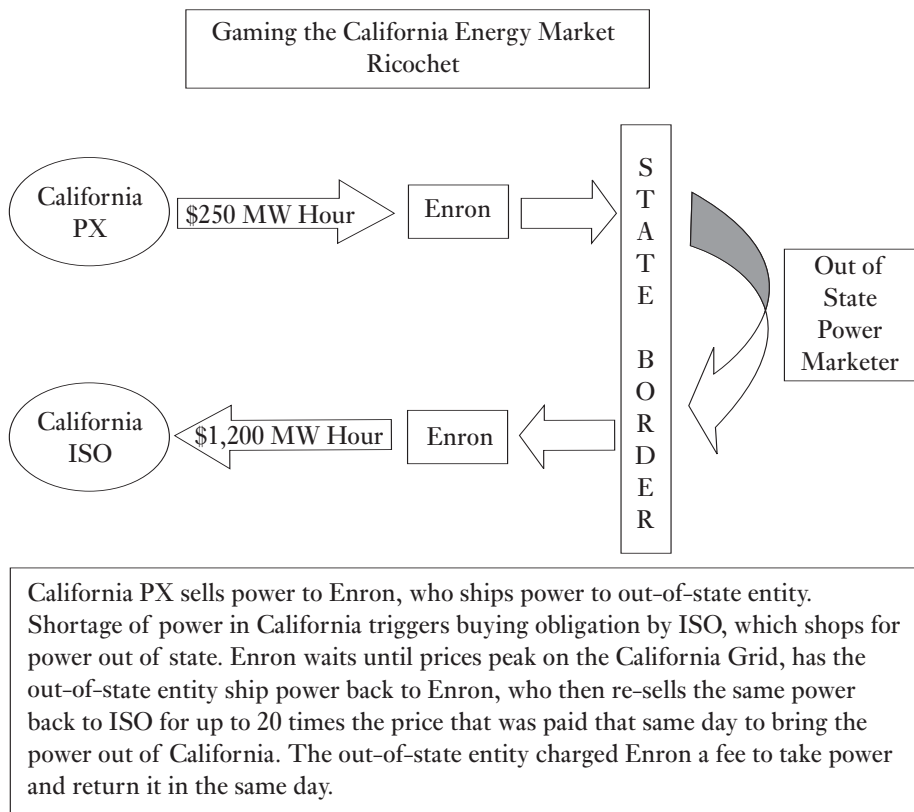 Gaming the California Energy Market
Ricochet
California
PX
$250 MW Hour
Enron
STATE BORDER
Out of
State
Power
Marketer
California
ISO
$1,200 MW Hour
Enron
California PX sells power to Enron, who ships power to out-of-state entity.
Shortage of power in California triggers buying obligation by ISO, which shops for
power out of state. Enron waits until prices peak on the California Grid, has the
out-of-state entity ship power back to Enron, who then re-sells the same power
back to ISO for up to 20 times the price that was paid that same day to bring the
power out of California. The out-of-state entity charged Enron a fee to take power
and return it in the same day.